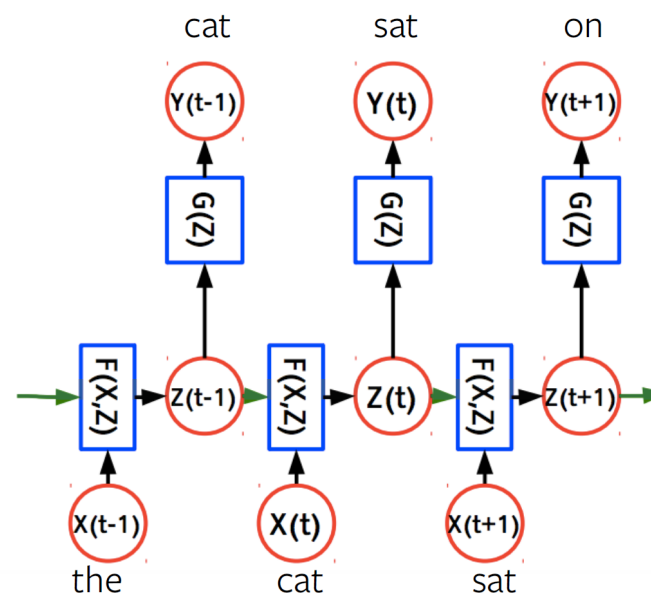 cat sat on
Y(t-1) Y(t) Y(t+1)
G(Z) G(Z) G(Z)
F(X,Z) Z(t-1) F(X,Z) Z(t) F(X,Z) Z(t+1)
X(t-1) X(t) X(t+1)
the cat sat